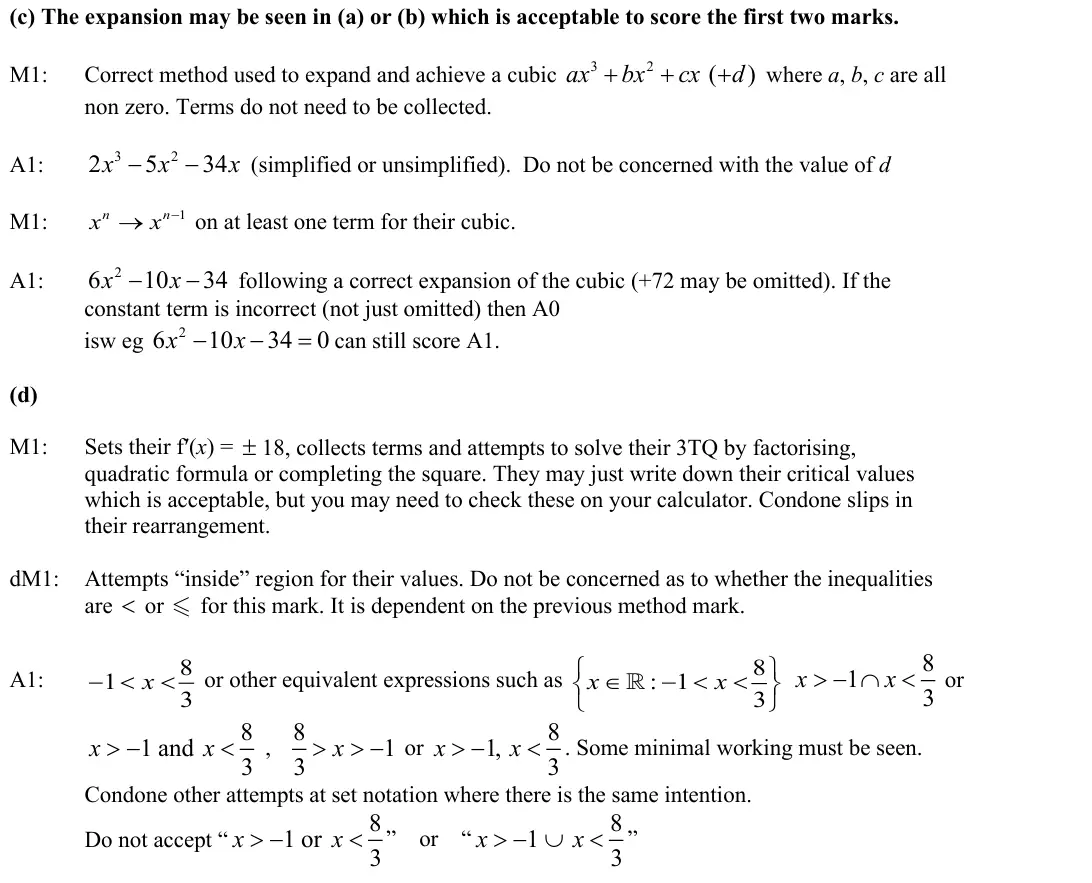 (c) The expansion may be seen in (a) or (b) which is acceptable to score the first two marks.
M1: Correct method used to expand and achieve a cubic ax³ + bx² + cx (+d) where a, b, c are all
non zero. Terms do not need to be collected.
A1: 2x³ − 5x² − 34x (simplified or unsimplified). Do not be concerned with the value of d
M1: xⁿ → xⁿ⁻¹ on at least one term for their cubic.
A1: 6x² − 10x − 34 following a correct expansion of the cubic (+72 may be omitted). If the
constant term is incorrect (not just omitted) then A0
isw eg 6x² − 10x − 34 = 0 can still score A1.
(d)
M1: Sets their f'(x) = ± 18, collects terms and attempts to solve their 3TQ by factorising,
quadratic formula or completing the square. They may just write down their critical values
which is acceptable, but you may need to check these on your calculator. Condone slips in
their rearrangement.
dM1: Attempts “inside” region for their values. Do not be concerned as to whether the inequalities
are < or ⩽ for this mark. It is dependent on the previous method mark.
A1: −1 < x < 8/3 or other equivalent expressions such as {x ∈ ℝ : −1 < x < 8/3} x > −1 ∩ x < 8/3 or
x > −1 and x < 8/3 , 8/3 > x > −1 or x > −1, x < 8/3. Some minimal working must be seen.
Condone other attempts at set notation where there is the same intention.
Do not accept “x > −1 or x < 8/3” or “x > −1 ∪ x < 8/3”